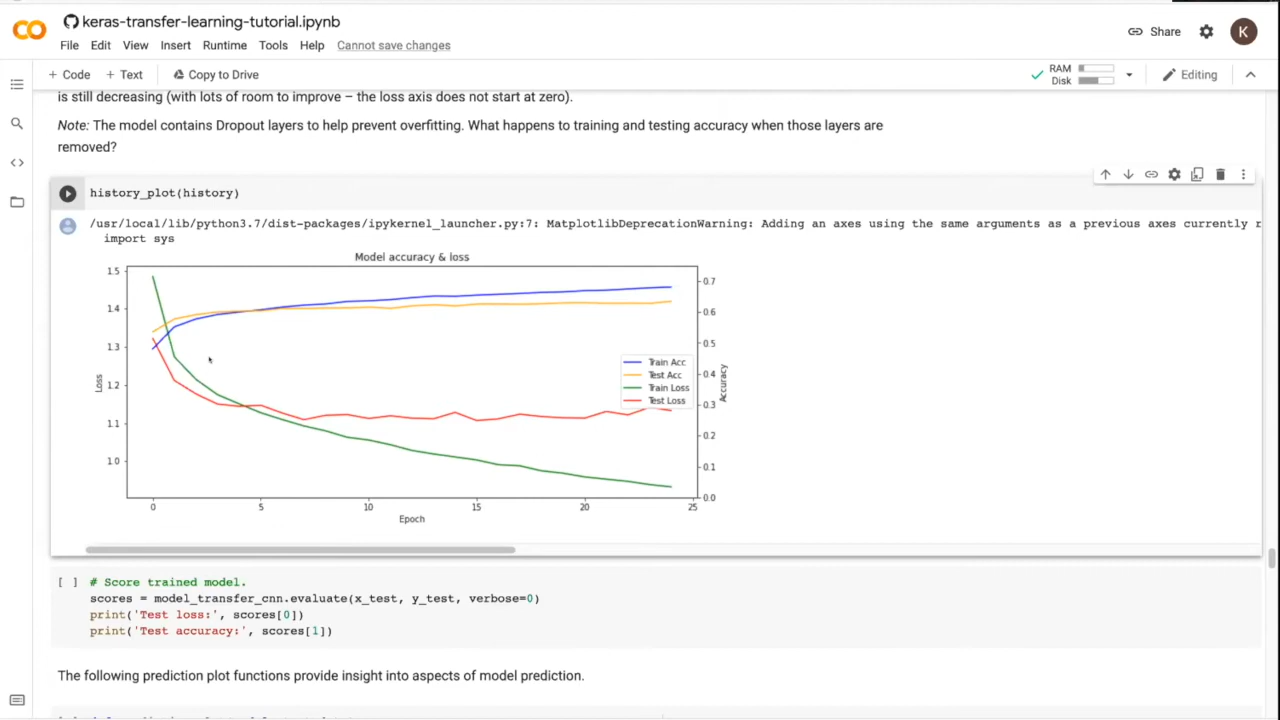 keras-transfer-learning-tutorial.ipynb
Share
K
File Edit View Insert Runtime Tools Help Cannot save changes
+ Code + Text Copy to Drive
RAM
Disk
Editing
is still decreasing (with lots of room to improve – the loss axis does not start at zero).
Note: The model contains Dropout layers to help prevent overfitting. What happens to training and testing accuracy when those layers are
removed?
history_plot(history)
/usr/local/lib/python3.7/dist-packages/ipykernel_launcher.py:7: MatplotlibDeprecationWarning: Adding an axes using the same arguments as a previous axes currently
import sys
Model accuracy & loss
1.5
1.4
1.3
1.2
1.1
1.0
Loss
0.7
0.6
0.5
0.4
0.3
0.2
0.1
0.0
Accuracy
Train Acc
Test Acc
Train Loss
Test Loss
0 5 10 15 20 25
Epoch
[ ] # Score trained model.
scores = model_transfer_cnn.evaluate(x_test, y_test, verbose=0)
print('Test loss:', scores[0])
print('Test accuracy:', scores[1])
The following prediction plot functions provide insight into aspects of model prediction.